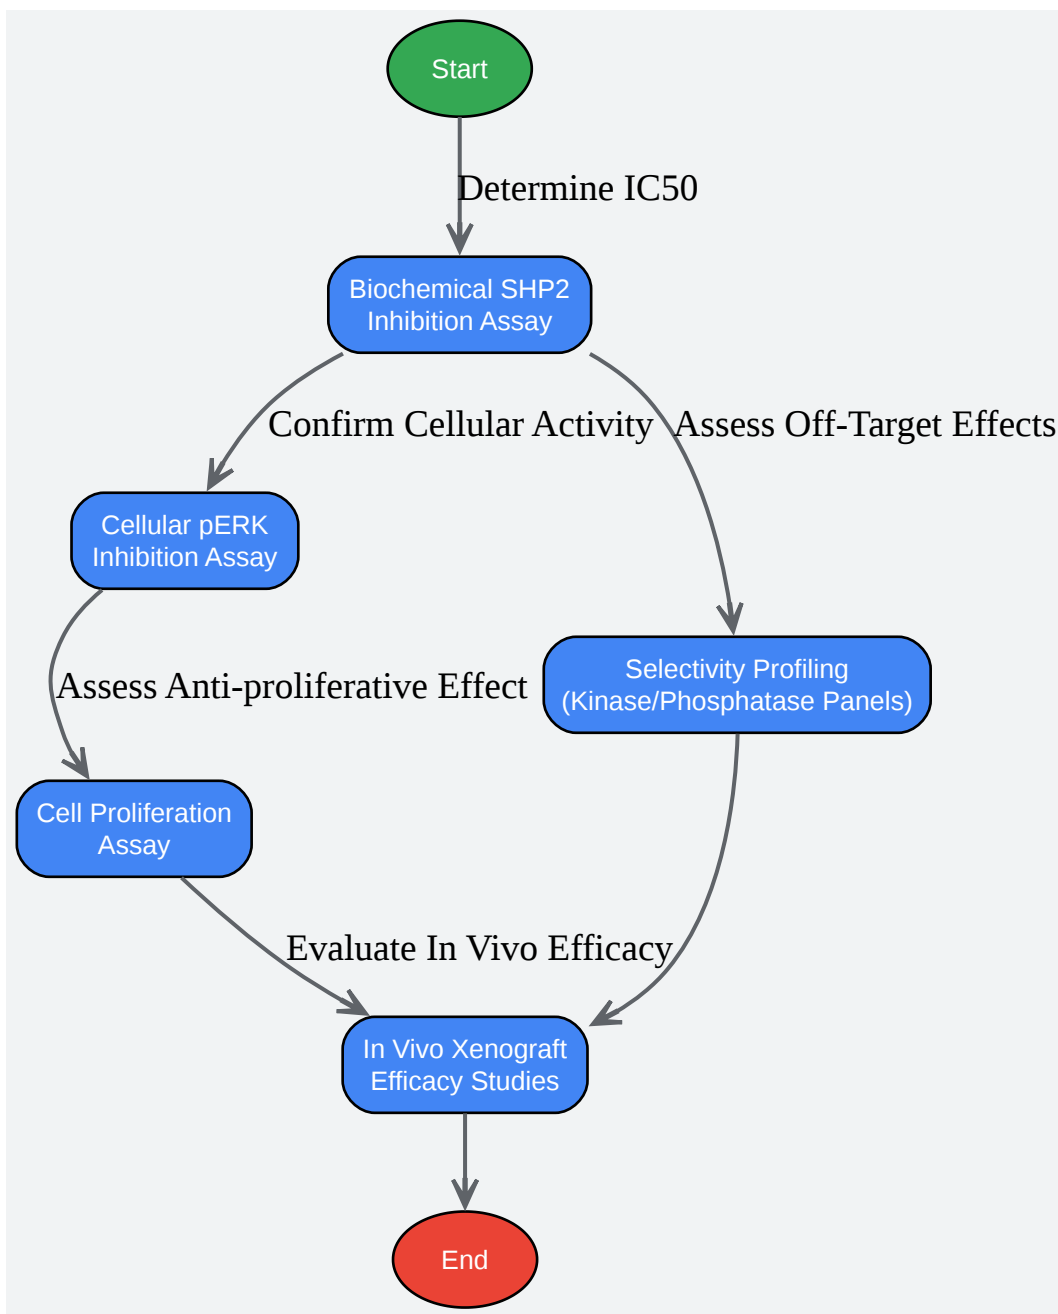 Start
Determine IC50
Biochemical SHP2
Inhibition Assay
Confirm Cellular Activity
Assess Off-Target Effects
Cellular pERK
Inhibition Assay
Assess Anti-proliferative Effect
Selectivity Profiling
(Kinase/Phosphatase Panels)
Cell Proliferation
Assay
Evaluate In Vivo Efficacy
In Vivo Xenograft
Efficacy Studies
End